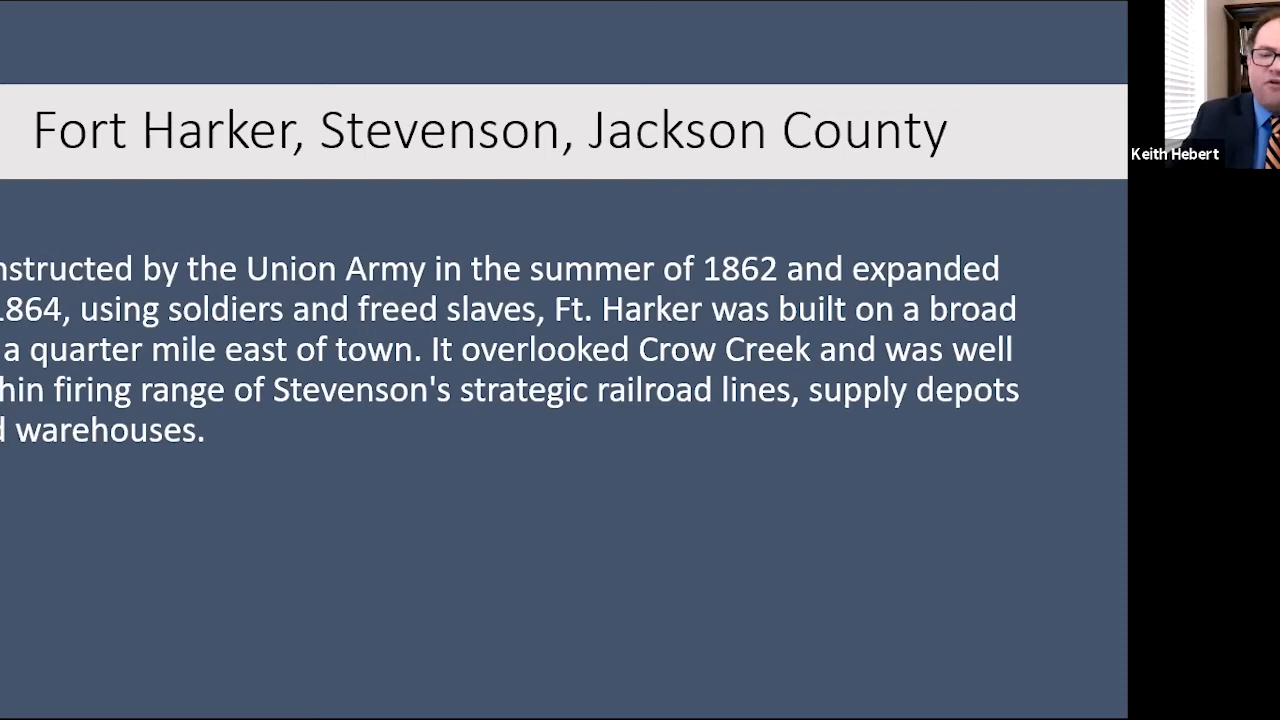 Fort Harker, Stevenson, Jackson County
Keith Hebert
nstructed by the Union Army in the summer of 1862 and expanded
1864, using soldiers and freed slaves, Ft. Harker was built on a broad
a quarter mile east of town. It overlooked Crow Creek and was well
hin firing range of Stevenson's strategic railroad lines, supply depots
d warehouses.